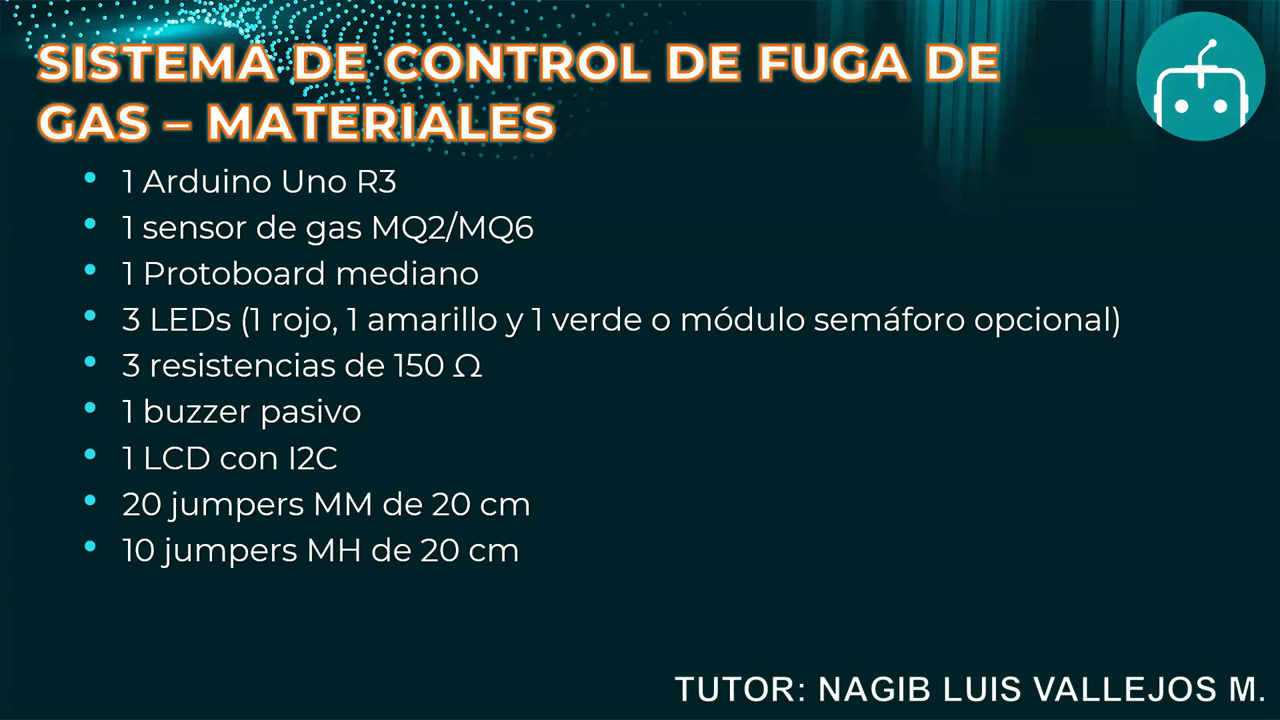 SISTEMA DE CONTROL DE FUGA DE
GAS – MATERIALES
• 1 Arduino Uno R3
• 1 sensor de gas MQ2/MQ6
• 1 Protoboard mediano
• 3 LEDs (1 rojo, 1 amarillo y 1 verde o módulo semáforo opcional)
• 3 resistencias de 150 Ω
• 1 buzzer pasivo
• 1 LCD con I2C
• 20 jumpers MM de 20 cm
• 10 jumpers MH de 20 cm
TUTOR: NAGIB LUIS VALLEJOS M.